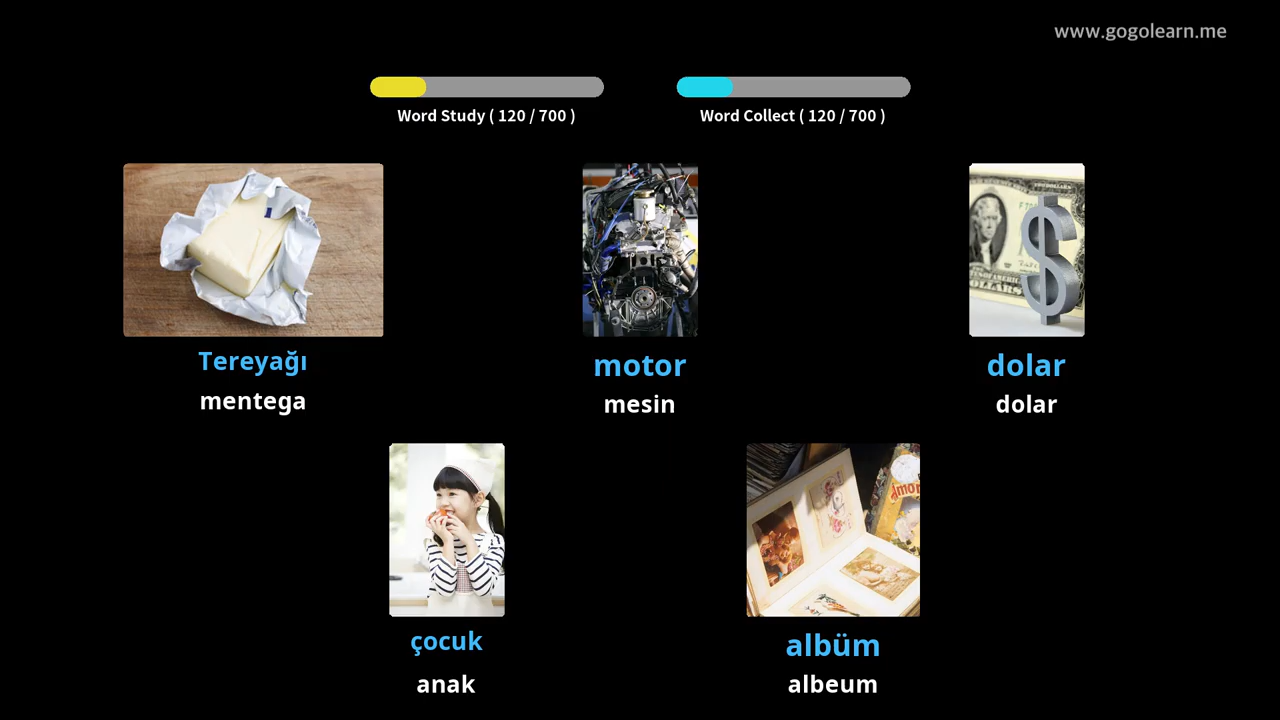 www.gogolearn.me
Word Study ( 120 / 700 )
Word Collect ( 120 / 700 )
Tereyağı
mentega
motor
mesin
dolar
dolar
çocuk
anak
albüm
albeum